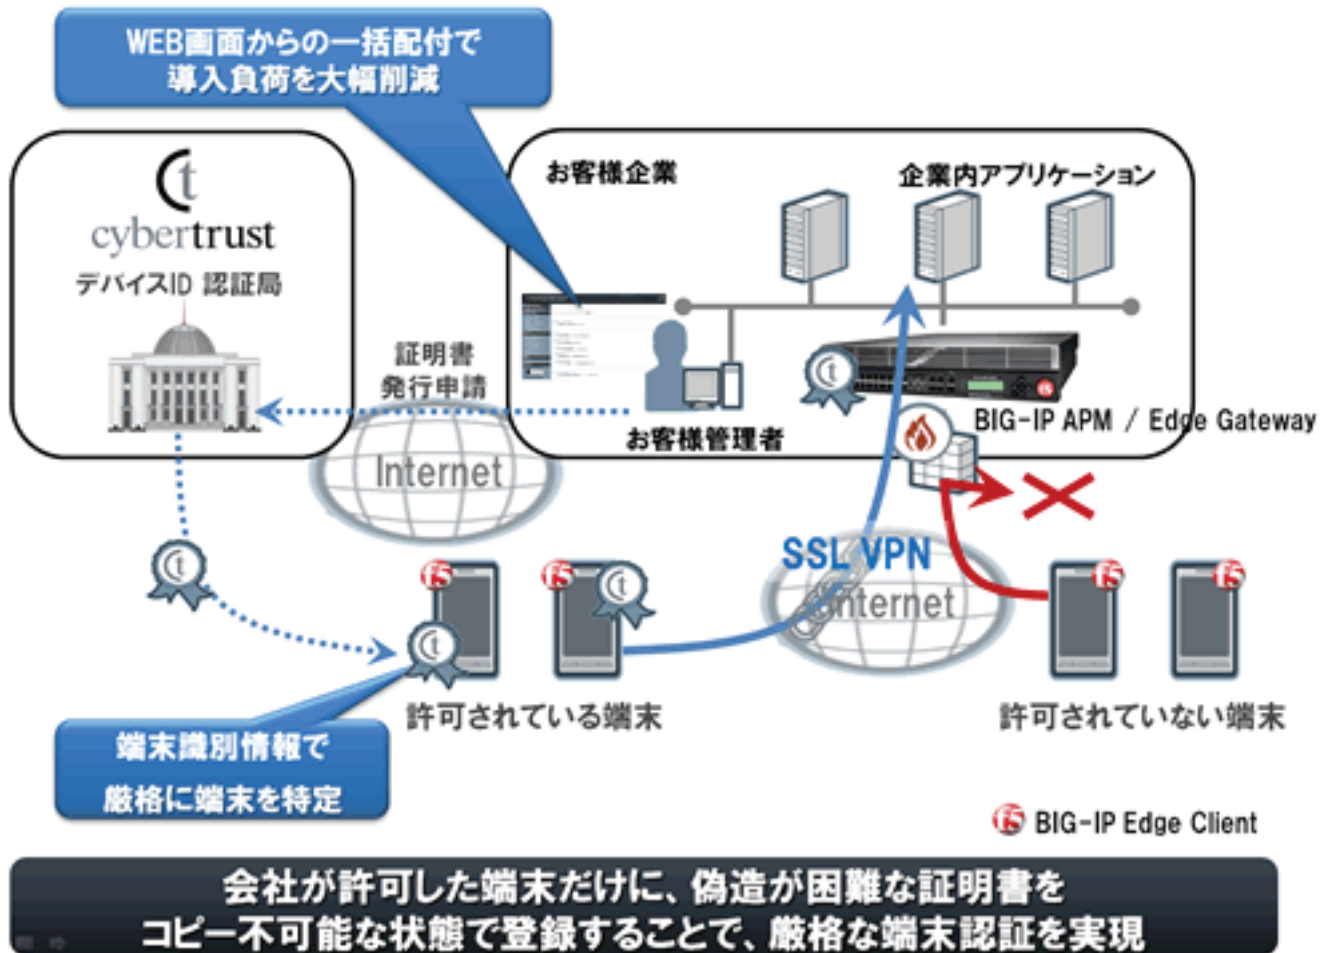 WEB画面からの一括配付で
導入負荷を大幅削減
cybertrust
デバイスID 認証局
お客様企業
企業内アプリケーション
証明書
発行申請
Internet
お客様管理者
BIG-IP APM / Edge Gateway
SSL VPN
Internet
f5
f5
f5
f5
許可されている端末
許可されていない端末
端末識別情報で
厳格に端末を特定
f5 BIG-IP Edge Client
会社が許可した端末だけに、偽造が困難な証明書を
コピー不可能な状態で登録することで、厳格な端末認証を実現